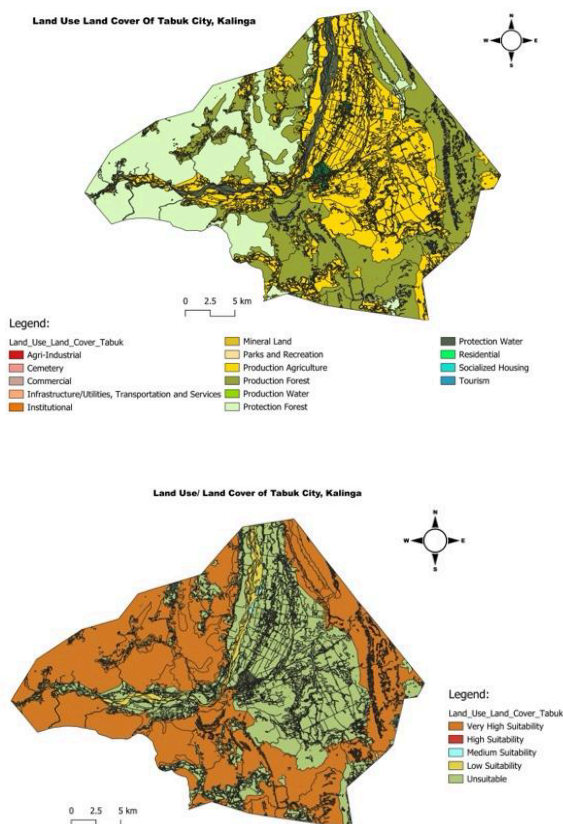 Land Use Land Cover Of Tabuk City, Kalinga
N
W E
S
0 2.5 5 km
Legend:
Land_Use_Land_Cover_Tabuk
Agri-Industrial
Cemetery
Commercial
Infrastructure/Utilities, Transportation and Services
Institutional
Mineral Land
Parks and Recreation
Production Agriculture
Production Forest
Production Water
Protection Forest
Protection Water
Residential
Socialized Housing
Tourism
Land Use/ Land Cover of Tabuk City, Kalinga
N
W E
S
Legend:
Land_Use_Land_Cover_Tabuk
Very High Suitability
High Suitability
Medium Suitability
Low Suitability
Unsuitable
0 2.5 5 km